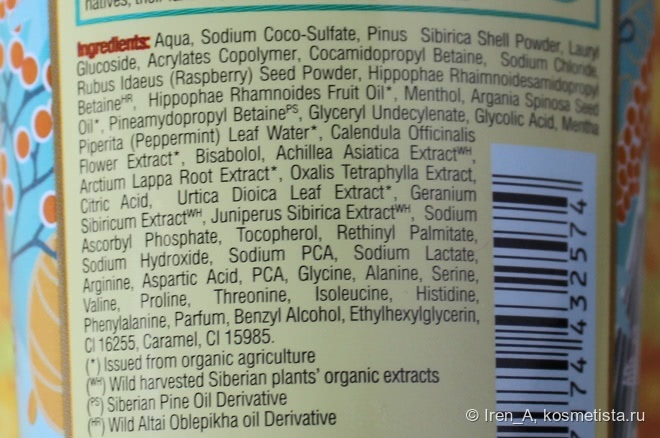 natives, their
Ingredients: Aqua, Sodium Coco-Sulfate, Pinus Sibirica Shell Powder, Lauryl
Glucoside, Acrylates Copolymer, Cocamidopropyl Betaine, Sodium Chloride,
Rubus Idaeus (Raspberry) Seed Powder, Hippophae Rhaimnoidesamidopropyl
Betaineᴴᴿ, Hippophae Rhamnoides Fruit Oil*, Menthol, Argania Spinosa Seed
Oil*, Pineamydopropyl Betaineᴾˢ, Glyceryl Undecylenate, Glycolic Acid, Mentha
Piperita (Peppermint) Leaf Water*, Calendula Officinalis
Flower Extract*, Bisabolol, Achillea Asiatica Extractᵂᴴ,
Arctium Lappa Root Extract*, Oxalis Tetraphylla Extract,
Citric Acid, Urtica Dioica Leaf Extract*, Geranium
Sibiricum Extractᵂᴴ, Juniperus Sibirica Extractᵂᴴ, Sodium
Ascorbyl Phosphate, Tocopherol, Rethinyl Palmitate,
Sodium Hydroxide, Sodium PCA, Sodium Lactate,
Arginine, Aspartic Acid, PCA, Glycine, Alanine, Serine,
Valine, Proline, Threonine, Isoleucine, Histidine,
Phenylalanine, Parfum, Benzyl Alcohol, Ethylhexylglycerin,
CI 16255, Caramel, CI 15985.
(*) Issued from organic agriculture
(ᵂᴴ) Wild harvested Siberian plants' organic extracts
(ᴾˢ) Siberian Pine Oil Derivative
(ᴴᴿ) Wild Altai Oblepikha oil Derivative
74432574
© Iren_A, kosmetista.ru